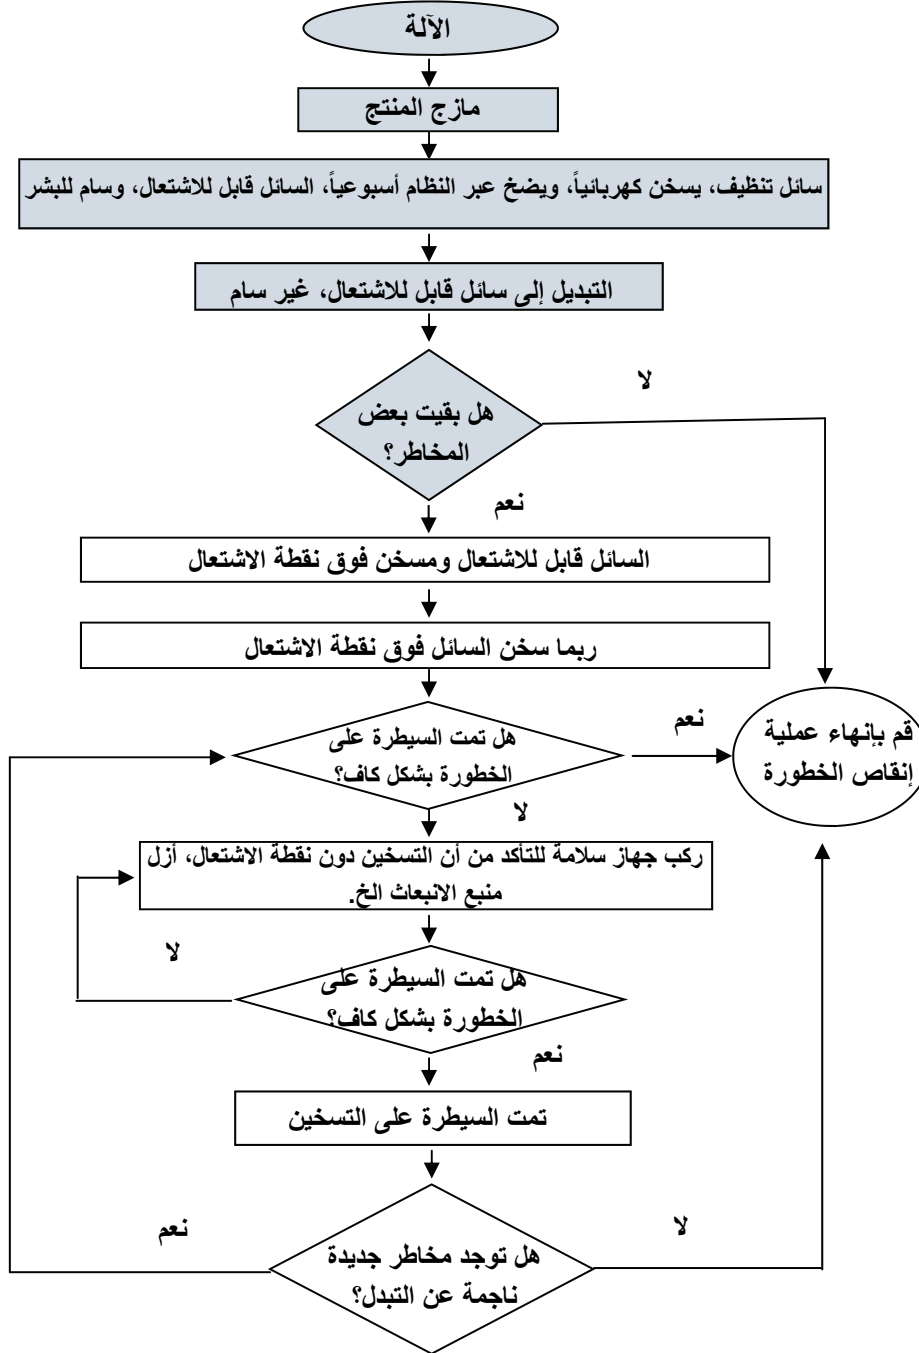 الآلة
مازج المنتج
سائل تنظيف، يسخن كهربائياً، ويضخ عبر النظام أسبوعياً، السائل قابل للاشتعال، وسام للبشر
التبديل إلى سائل قابل للاشتعال، غير سام
هل بقيت بعض
المخاطر؟
لا
نعم
السائل قابل للاشتعال ومسخن فوق نقطة الاشتعال
ربما سخن السائل فوق نقطة الاشتعال
هل تمت السيطرة على
الخطورة بشكل كاف؟
نعم
قم بإنهاء عملية
إنقاص الخطورة
لا
ركب جهاز سلامة للتأكد من أن التسخين دون نقطة الاشتعال، أزل
منبع الانبعاث الخ.
هل تمت السيطرة على
الخطورة بشكل كاف؟
لا
نعم
تمت السيطرة على التسخين
هل توجد مخاطر جديدة
ناجمة عن التبدل؟
لا
نعم